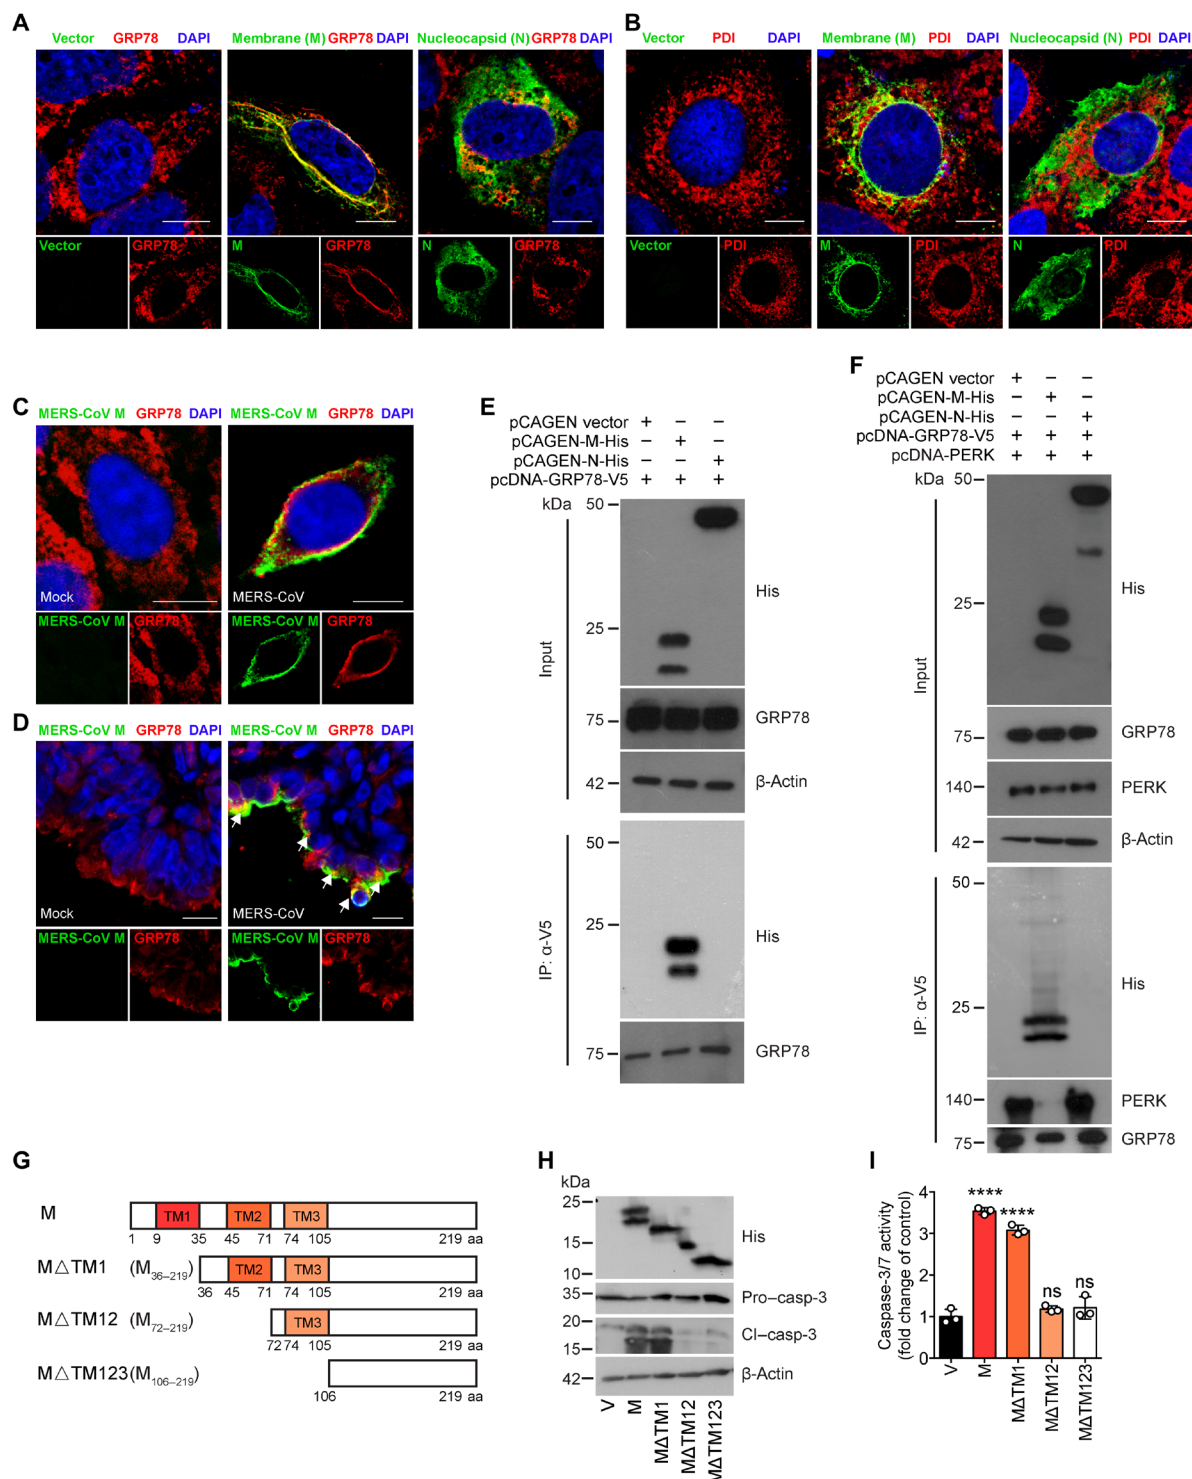 A
Vector GRP78 DAPI
Membrane (M) GRP78 DAPI
Nucleocapsid (N) GRP78 DAPI
Vector
GRP78
M
GRP78
N
GRP78
B
Vector PDI DAPI
Membrane (M) PDI DAPI
Nucleocapsid (N) PDI DAPI
Vector
PDI
M
PDI
N
PDI
C
MERS-CoV M GRP78 DAPI
MERS-CoV M GRP78 DAPI
Mock
MERS-CoV
MERS-CoV M
GRP78
MERS-CoV M
GRP78
D
MERS-CoV M GRP78 DAPI
MERS-CoV M GRP78 DAPI
Mock
MERS-CoV
MERS-CoV M
GRP78
MERS-CoV M
GRP78
E
pCAGEN vector + − −
pCAGEN-M-His − + −
pCAGEN-N-His − − +
pcDNA-GRP78-V5 + + +
kDa
50
His
25
75 GRP78
42 β-Actin
Input
50
25 His
75 GRP78
IP: α-V5
F
pCAGEN vector + − −
pCAGEN-M-His − + −
pCAGEN-N-His − − +
pcDNA-GRP78-V5 + + +
pcDNA-PERK + + +
kDa
50
His
25
75 GRP78
140 PERK
42 β-Actin
Input
50
His
25
140 PERK
75 GRP78
IP: α-V5
G
M
TM1 TM2 TM3
1 9 35 45 71 74 105 219 aa
M△TM1 (M36–219)
TM2 TM3
36 45 71 74 105 219 aa
M△TM12 (M72–219)
TM3
72 74 105 219 aa
M△TM123 (M106–219)
106 219 aa
H
kDa
25
His
15
10
35 Pro–casp-3
20
Cl–casp-3
15
42 β-Actin
V M MΔTM1 MΔTM12 MΔTM123
I
Caspase-3/7 activity
(fold change of control)
4
3
2
1
0
****
****
ns
ns
V M MΔTM1 MΔTM12 MΔTM123